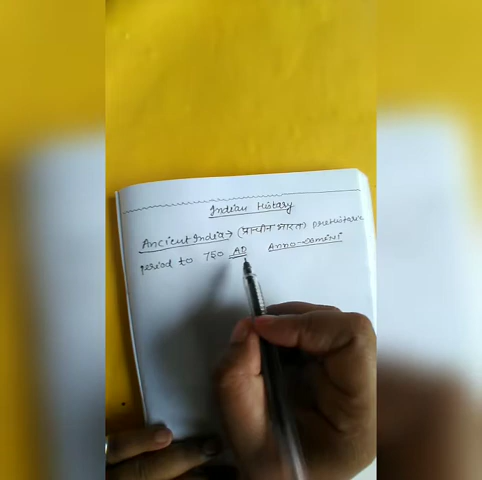 Indian History
Ancient India → (प्राचीन भारत) prehistoric
period to 750 AD Anno-Domini